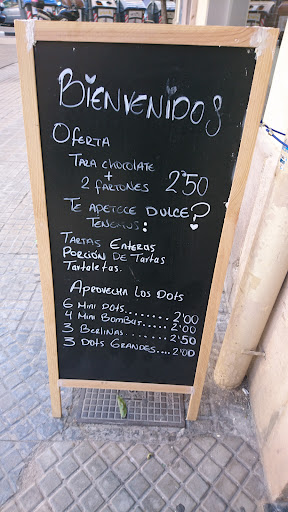 BIENVENIDOS
OFERTA
TAZA CHOCOLATE
+
2 FARTONES 2'50
TE APETECE DULCE?
TENEMOS:
TARTAS ENTERAS
PORCIÓN DE TARTAS
TARTALETAS.
APROVECHA LOS DOTS
6 MINI DOTS........ 2'00
4 MINI BOMBAS..... 2'00
3 BERLINAS........ 2'50
3 DOTS GRANDES.... 2'00